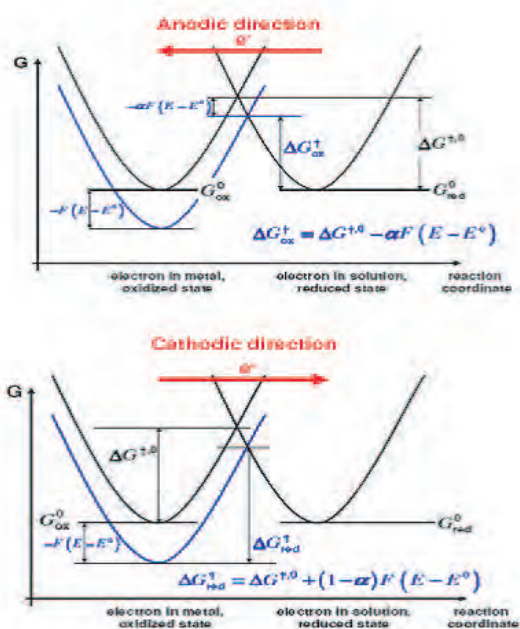 Anodic direction
e⁻
G
−αF(E−E°)
ΔG†,0
ΔG†ox
G⁰ox
G⁰red
−F(E−E°)
ΔG†ox = ΔG†,0 − αF(E−E°)
electron in metal, oxidized state
electron in solution, reduced state
reaction coordinate
Cathodic direction
e⁻
G
ΔG†,0
G⁰ox
G⁰red
−F(E−E°)
ΔG†red
ΔG†red = ΔG†,0 + (1−α)F(E−E°)
electron in metal, oxidized state
electron in solution, reduced state
reaction coordinate